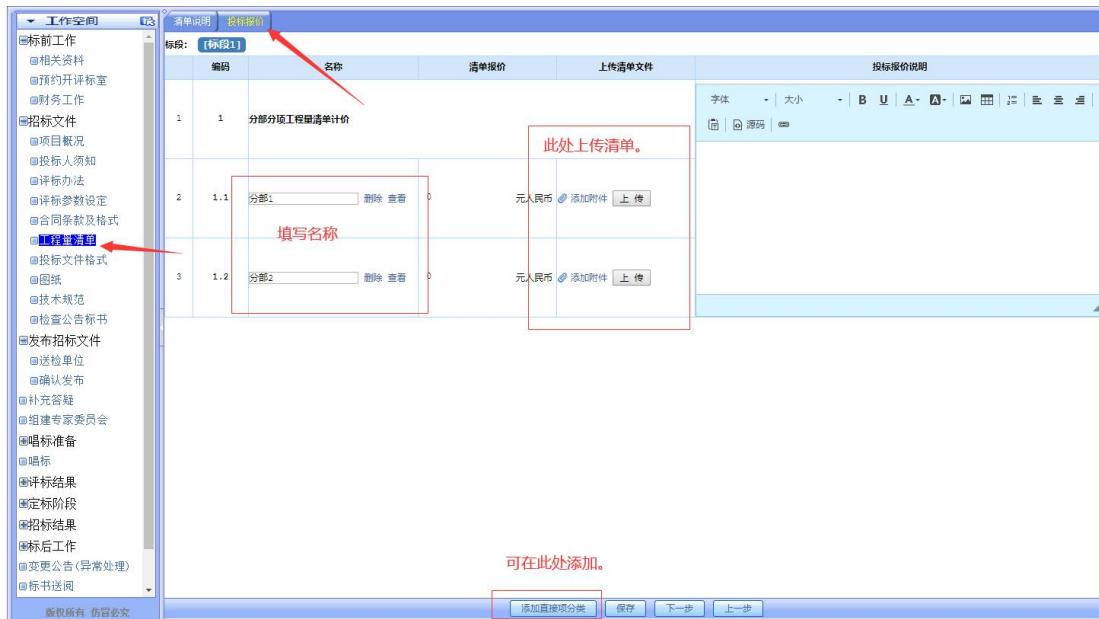 工作空间
标前工作
相关资料
预约开评标室
财务工作
招标文件
项目概况
投标人须知
评标办法
评标参数设定
合同条款及格式
工程量清单
投标文件格式
图纸
技术规范
检查公告标书
发布招标文件
送检单位
确认发布
补充答疑
组建专家委员会
唱标准备
唱标
评标结果
定标阶段
招标结果
标后工作
变更公告(异常处理)
标书送阅
版权所有 仿冒必究
清单说明 投标报价
标段: [标段1]
编码 名称 清单报价 上传清单文件 投标报价说明
1 1 分部分项工程量清单计价
字体 大小 B U A A
源码
此处上传清单。
2 1.1 分部1 删除 查看 0 元人民币 添加附件 上 传
填写名称
3 1.2 分部2 删除 查看 0 元人民币 添加附件 上 传
可在此处添加。
添加直接项分类 保存 下一步 上一步